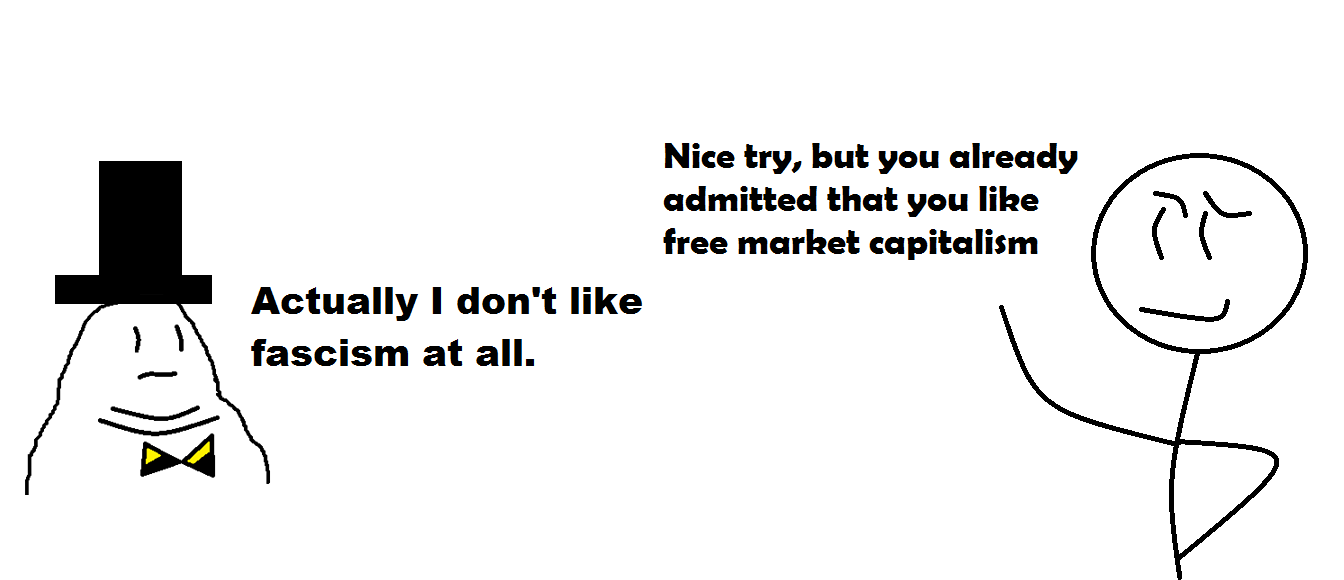 Nice try, but you already
admitted that you like
free market capitalism
Actually I don't like
fascism at all.